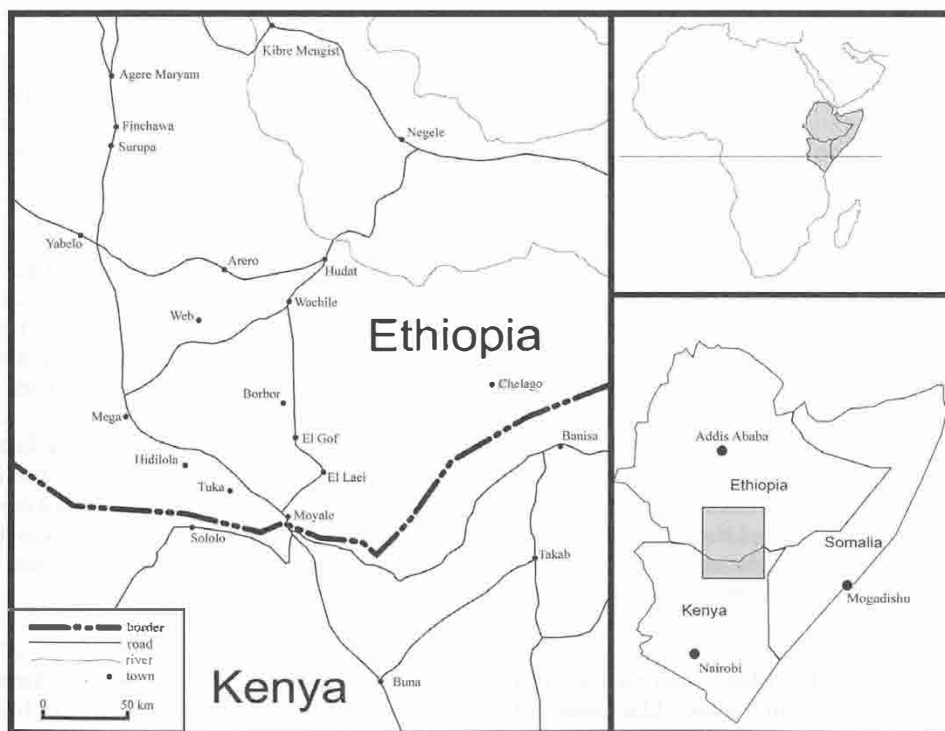 Kibre Mengist
Agere Maryam
Finchawa
Surupa
Negele
Yabelo
Arero
Hudat
Wachile
Web
Ethiopia
Chelago
Borbor
Mega
El Gof
Banisa
Hidilola
El Laei
Tuka
Moyale
Sololo
Takab
border
road
river
town
0 50 km
Kenya
Buna
Addis Ababa
Ethiopia
Somalia
Mogadishu
Kenya
Nairobi